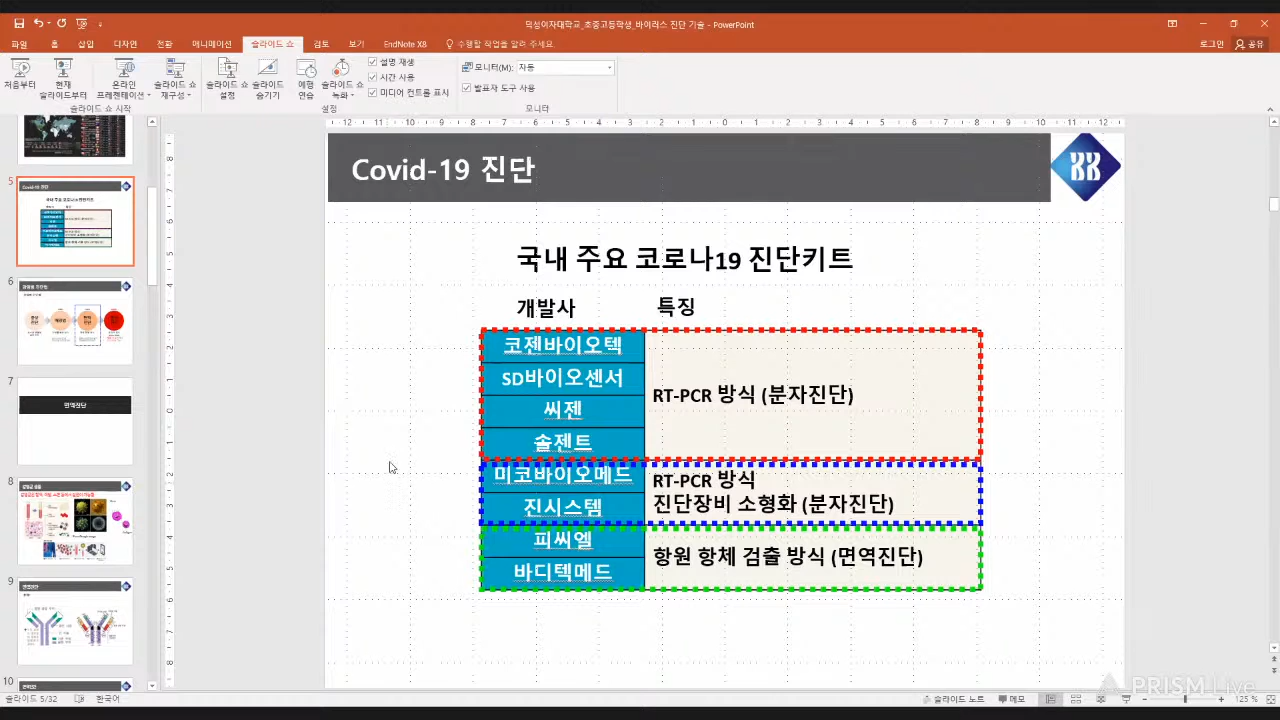 덕성여자대학교_초중고등학생_바이러스 진단 기술 - PowerPoint
파일 홈 삽입 디자인 전환 애니메이션 슬라이드 쇼 검토 보기 EndNote X8 수행할 작업을 알려 주세요. 로그인 공유
처음부터
현재
슬라이드부터
온라인
프레젠테이션
슬라이드 쇼
재구성
슬라이드 쇼
설정
슬라이드
숨기기
예행
연습
슬라이드 쇼
녹화
설명 재생
시간 사용
미디어 컨트롤 표시
모니터(M): 자동
발표자 도구 사용
슬라이드 쇼 시작
설정
모니터
5
6
7
8
9
10
면역진단
Covid-19 진단
국내 주요 코로나19 진단키트
개발사 특징
코젠바이오텍
SD바이오센서
씨젠
솔젠트
RT-PCR 방식 (분자진단)
미코바이오메드
진시스템
RT-PCR 방식
진단장비 소형화 (분자진단)
피씨엘
바디텍메드
항원 항체 검출 방식 (면역진단)
슬라이드 5/32 한국어
슬라이드 노트 메모 125 %
PRISM Live